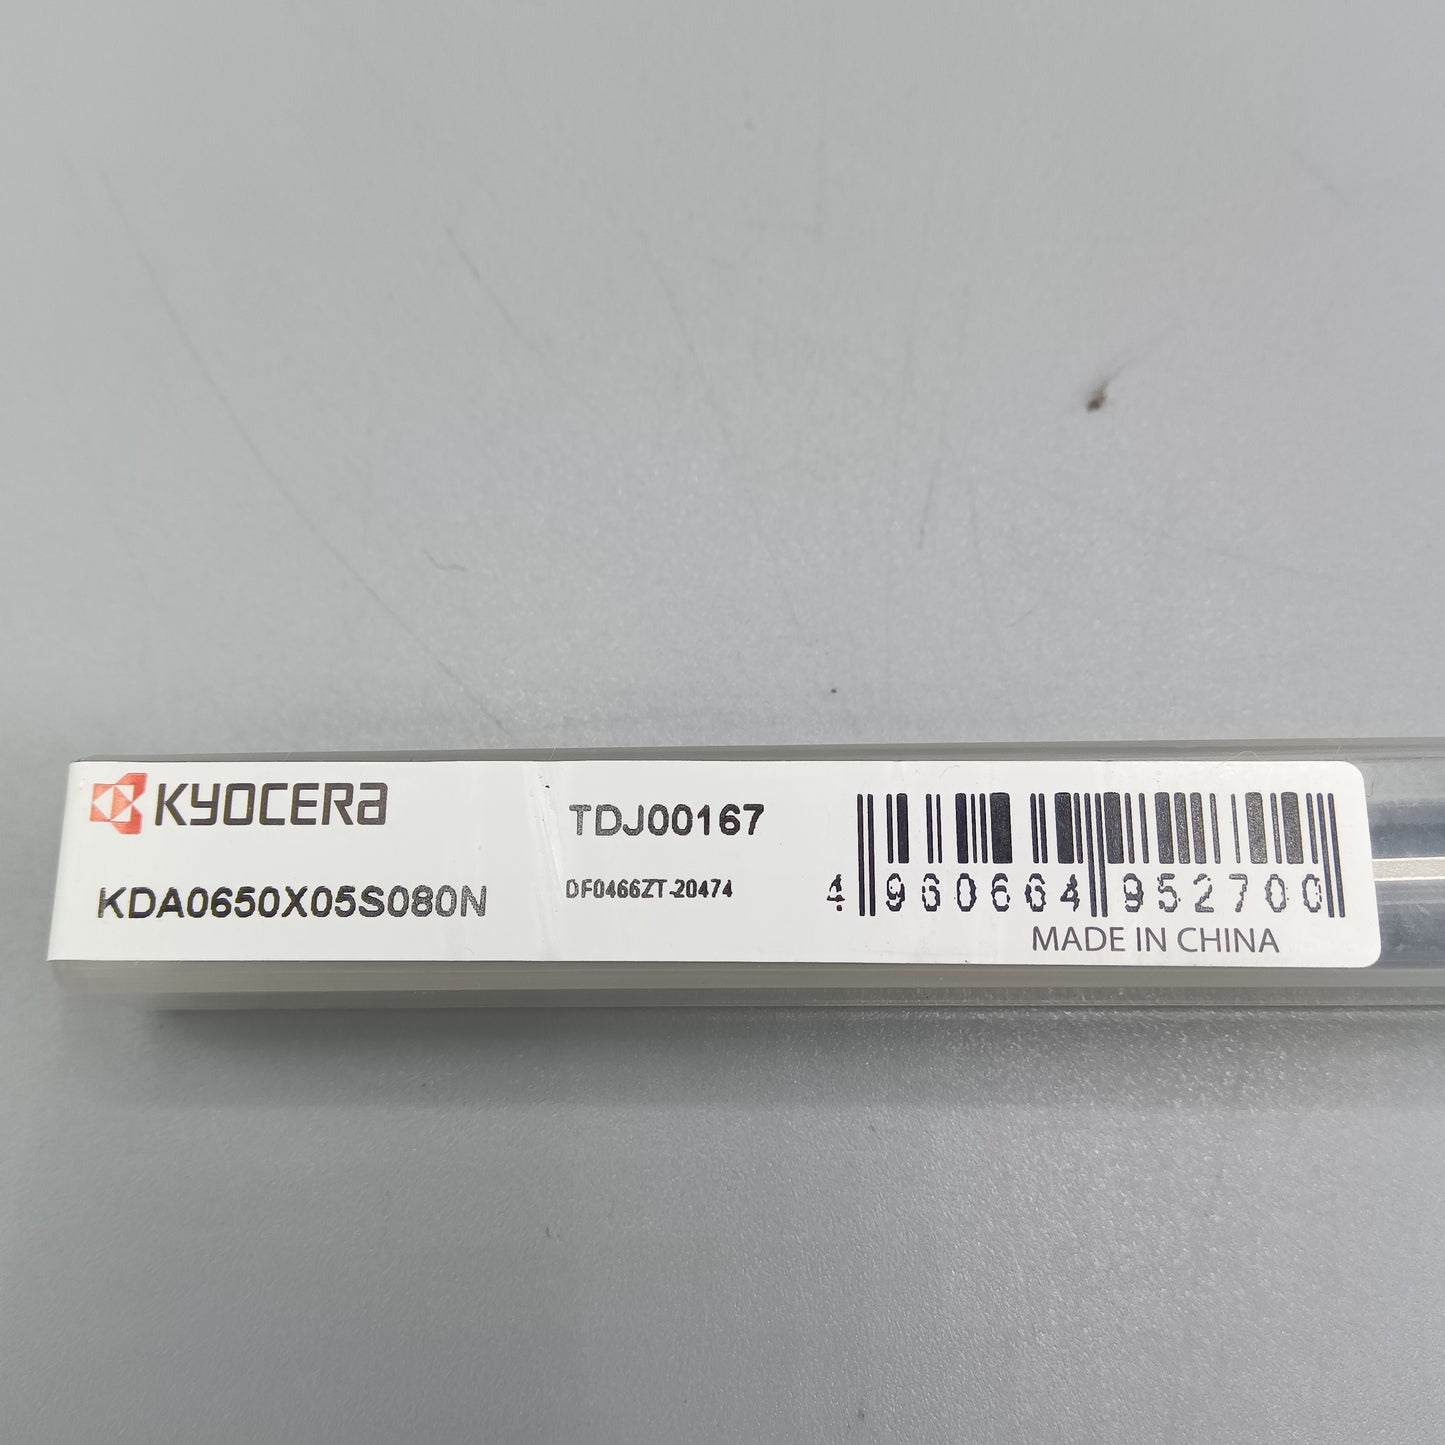 KYOCERA
KDA0650X05S080N
TDJ00167
DF0466ZT-20474
4 960664 952700
MADE IN CHINA